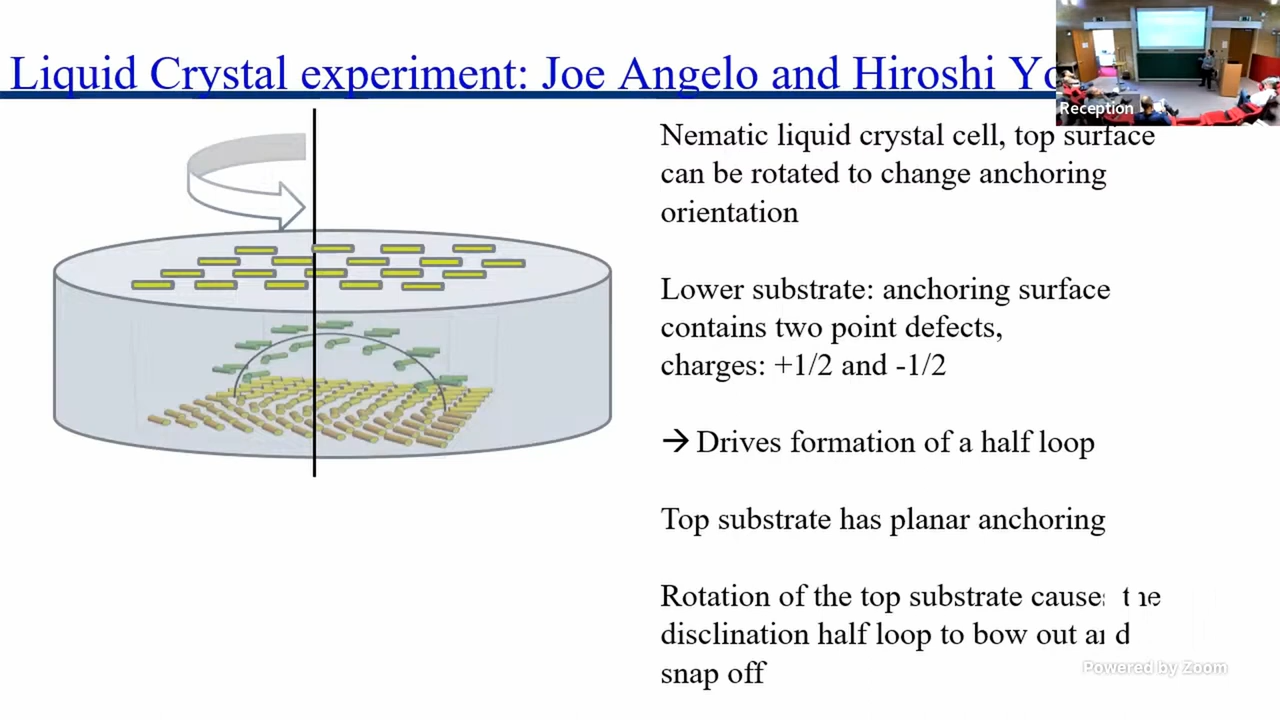 Liquid Crystal experiment: Joe Angelo and Hiroshi
Reception
Nematic liquid crystal cell, top surface
can be rotated to change anchoring
orientation
Lower substrate: anchoring surface
contains two point defects,
charges: +1/2 and -1/2
→ Drives formation of a half loop
Top substrate has planar anchoring
Rotation of the top substrate causes the
disclination half loop to bow out and
snap off
Powered by Zoom